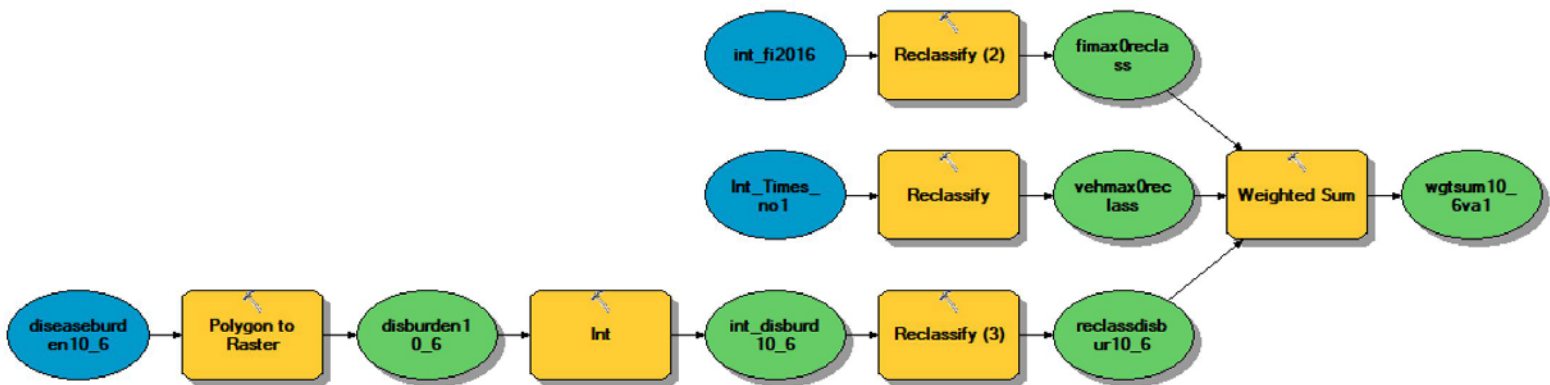 int_fi2016
Reclassify (2)
fimax0recla
ss
Int_Times_
no1
Reclassify
vehmax0rec
lass
Weighted Sum
wgtsum10_
6va1
diseaseburd
en10_6
Polygon to
Raster
disburden1
0_6
Int
int_disburd
10_6
Reclassify (3)
reclassdisb
ur10_6